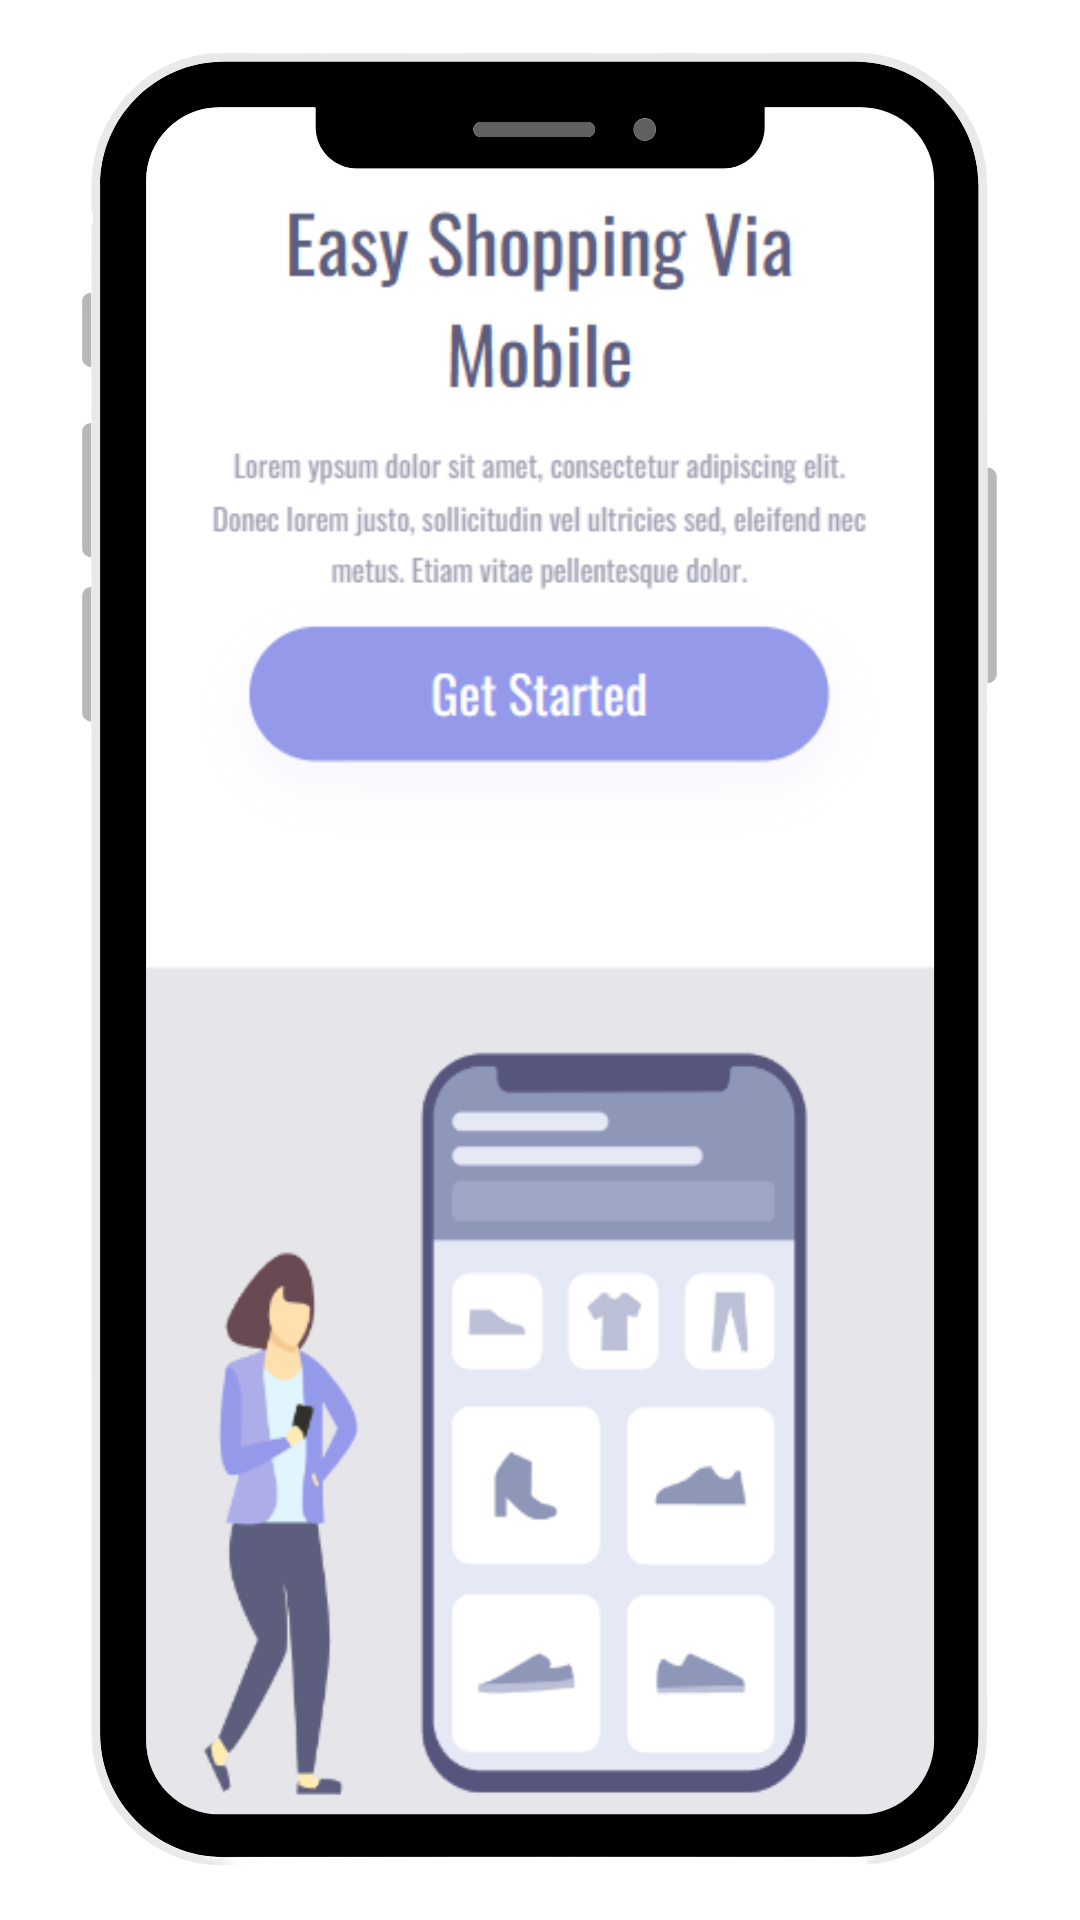 Easy Shopping Via
Mobile
Lorem ypsum dolor sit amet, consectetur adipiscing elit.
Donec lorem justo, sollicitudin vel ultricies sed, eleifend nec
metus. Etiam vitae pellentesque dolor.
Get Started